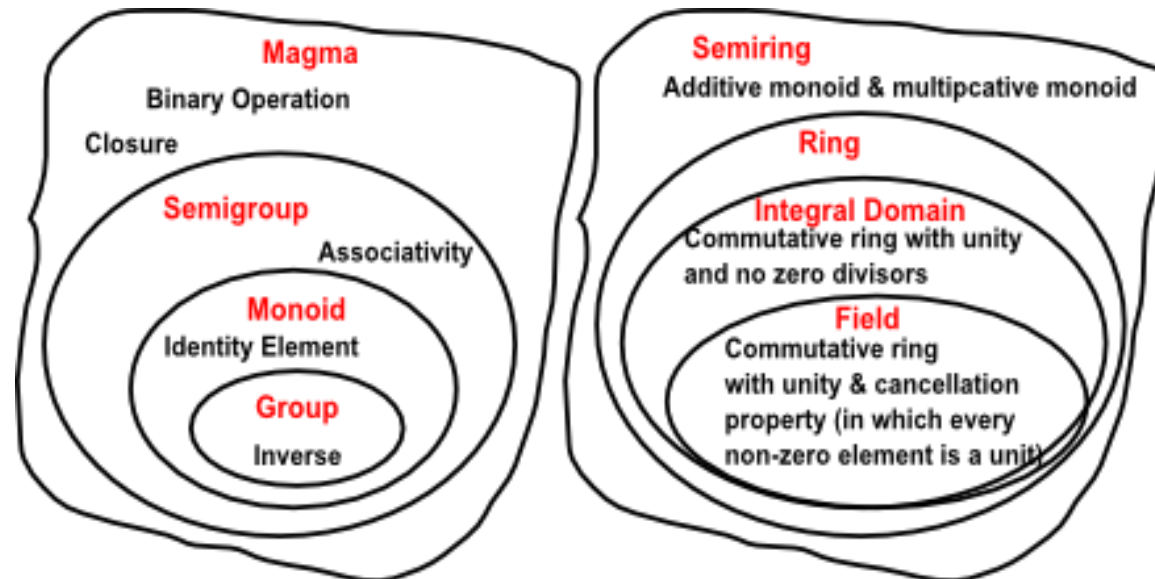 Magma
Binary Operation
Closure
Semigroup
Associativity
Monoid
Identity Element
Group
Inverse
Semiring
Additive monoid & multipcative monoid
Ring
Integral Domain
Commutative ring with unity
and no zero divisors
Field
Commutative ring
with unity & cancellation
property (in which every
non-zero element is a unit)